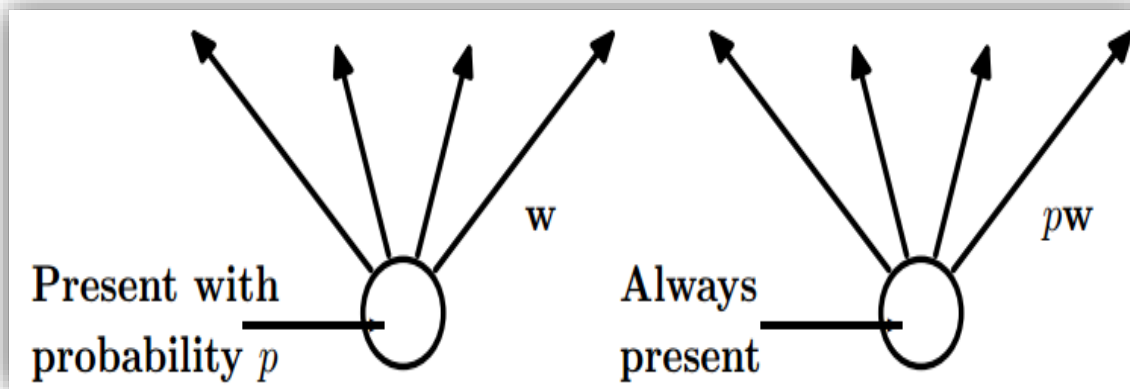 w
Present with
probability p
pw
Always
present